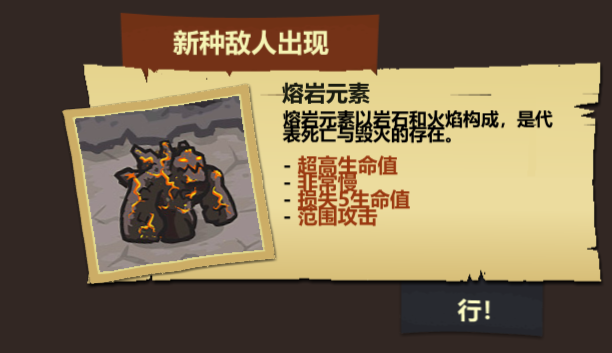 新种敌人出现
熔岩元素
熔岩元素以岩石和火焰构成，是代
表死亡与毁灭的存在。
- 超高生命值
- 非常慢
- 损失5生命值
- 范围攻击
行！